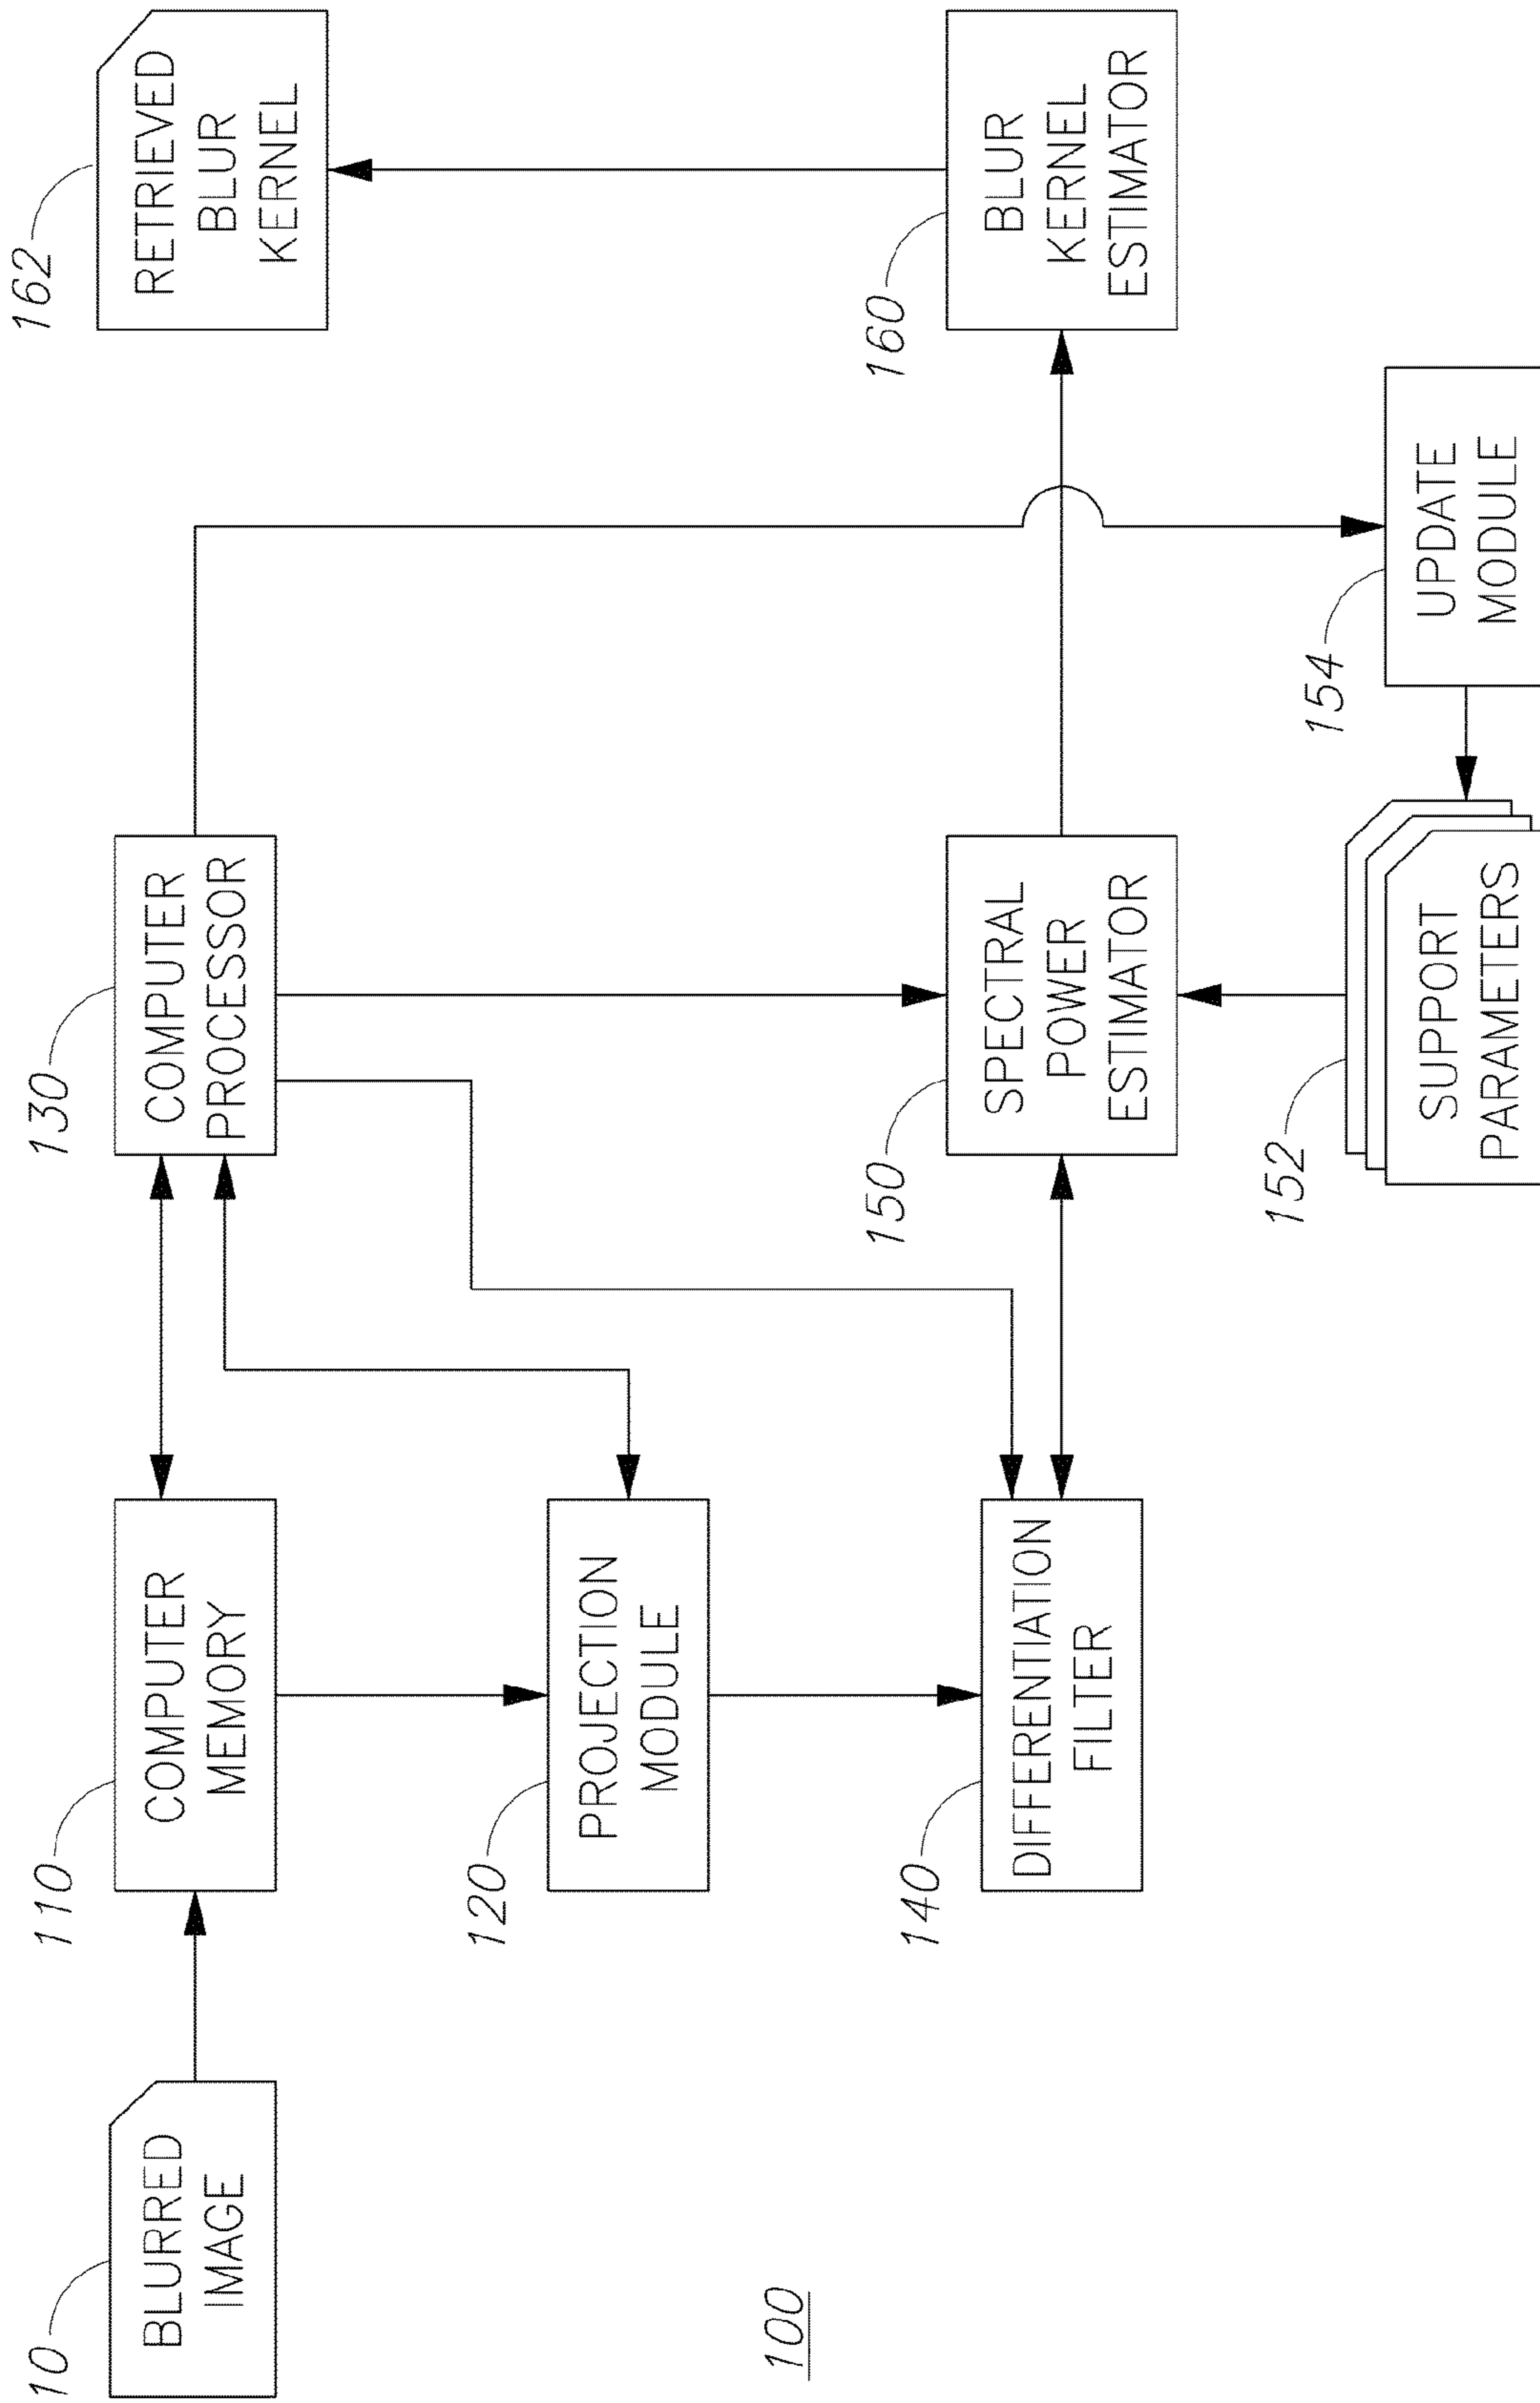 10
BLURRED
IMAGE
110
COMPUTER
MEMORY
130
COMPUTER
PROCESSOR
162
RETRIEVED
BLUR
KERNEL
120
PROJECTION
MODULE
140
DIFFERENTIATION
FILTER
150
SPECTRAL
POWER
ESTIMATOR
160
BLUR
KERNEL
ESTIMATOR
152
SUPPORT
PARAMETERS
154
UPDATE
MODULE
100